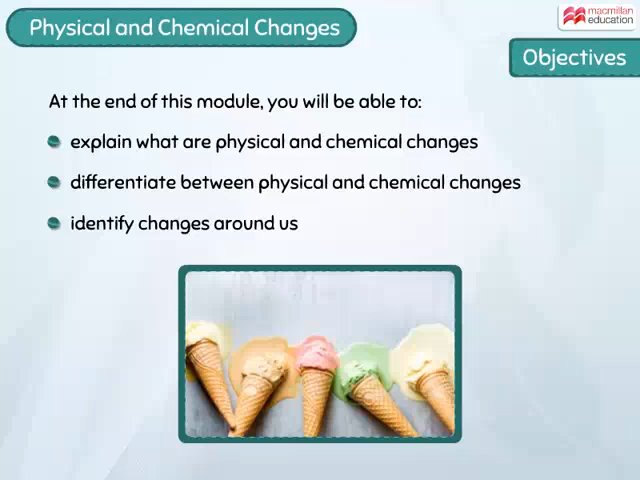 Physical and Chemical Changes
macmillan
education
Objectives
At the end of this module, you will be able to:
explain what are physical and chemical changes
differentiate between physical and chemical changes
identify changes around us